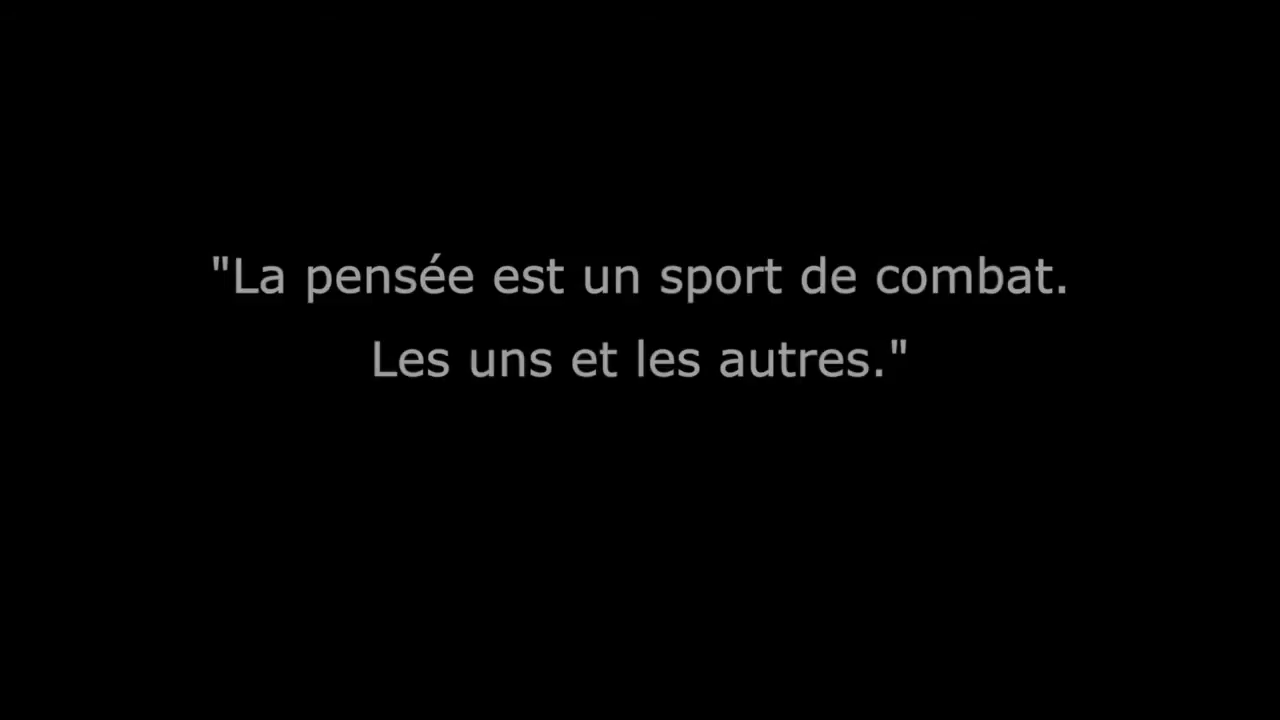 "La pensée est un sport de combat.
Les uns et les autres."